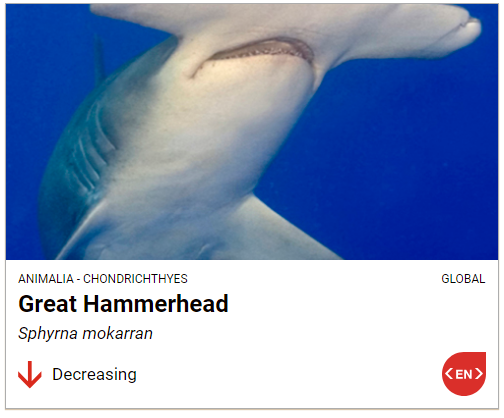 ANIMALIA - CHONDRICHTHYES GLOBAL
Great Hammerhead
Sphyrna mokarran
Decreasing <EN>